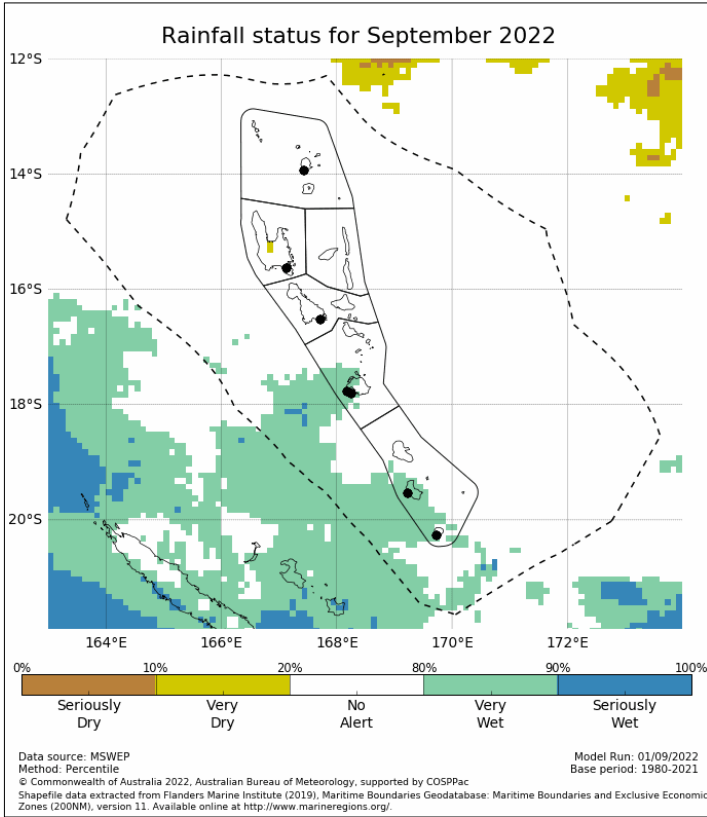 Rainfall status for September 2022
12°S
14°S
16°S
18°S
20°S
164°E 166°E 168°E 170°E 172°E
0% 10% 20% 80% 90% 100%
Seriously Very No Very Seriously
Dry Dry Alert Wet Wet
Data source: MSWEP Model Run: 01/09/2022
Method: Percentile Base period: 1980-2021
© Commonwealth of Australia 2022, Australian Bureau of Meteorology, supported by COSPPac
Shapefile data extracted from Flanders Marine Institute (2019), Maritime Boundaries Geodatabase: Maritime Boundaries and Exclusive Economic
Zones (200NM), version 11. Available online at http://www.marineregions.org/.